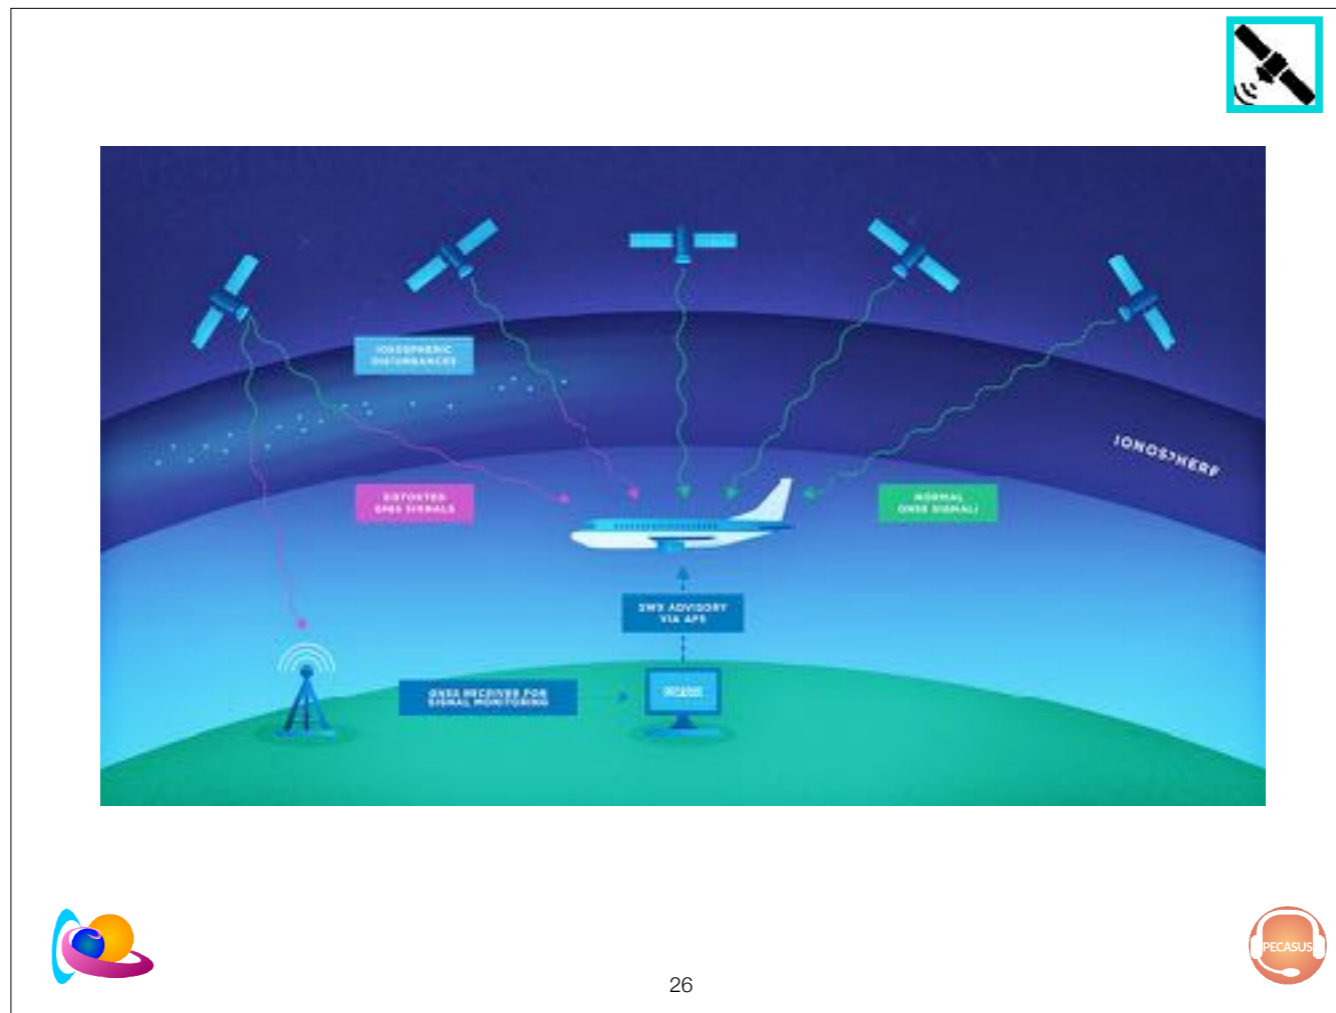 IONOSPHERIC
DISTURBANCES
IONOSPHERE
DISTORTED
GNSS SIGNALS
NORMAL
GNSS SIGNALS
SWX ADVISORY
VIA AFS
GNSS RECEIVER FOR
SIGNAL MONITORING
PECASUS
26